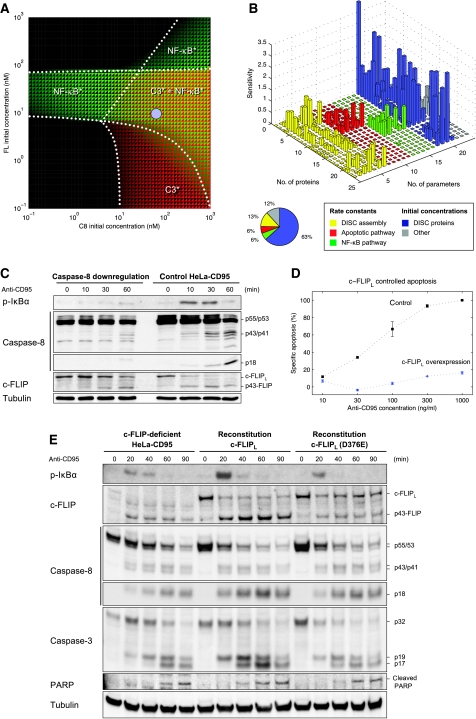 A
10³
10²
10¹
10⁰
10⁻¹
FL initial concentration (nM)
NF-κB*
NF-κB*
C3* + NF-κB*
C3*
10⁻¹ 10⁰ 10¹ 10² 10³
C8 initial concentration (nM)
B
3.5
3
2.5
2
1.5
1
0.5
0
Sensitivity
5
10
15
20
25
No. of proteins
5
10
15
20
No. of parameters
12%
13%
6%
6%
63%
Rate constants
DISC assembly
Apoptotic pathway
NF-κB pathway
Initial concentrations
DISC proteins
Other
C
Caspase-8 downregulation Control HeLa-CD95
Anti-CD95 0 10 30 60 0 10 30 60 (min)
p-IκBα
Caspase-8
p55/p53
p43/p41
p18
c-FLIP
c-FLIP_L
p43-FLIP
Tubulin
D
c–FLIP_L controlled apoptosis
100
80
60
40
20
0
Specific apoptosis (%)
Control
c-FLIP_L overexpression
10 30 100 300 1000
Anti-CD95 concentration (ng/ml)
E
c-FLIP-deficient HeLa-CD95
Reconstitution c-FLIP_L
Reconstitution c-FLIP_L (D376E)
Anti-CD95 0 20 40 60 90 0 20 40 60 90 0 20 40 60 90 (min)
p-IκBα
c-FLIP
c-FLIP_L
p43-FLIP
Caspase-8
p55/53
p43/p41
p18
Caspase-3
p32
p19
p17
PARP
Cleaved PARP
Tubulin